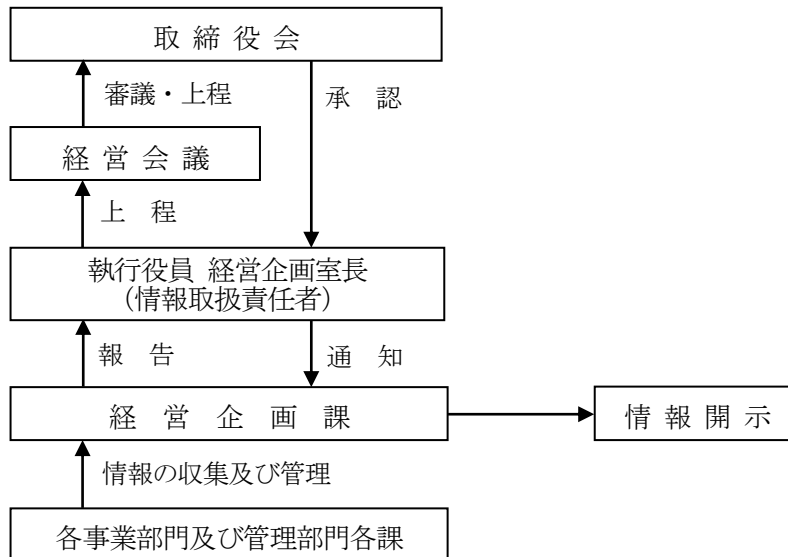 取 締 役 会
審議・上程
承 認
経 営 会 議
上 程
執行役員 経営企画室長
（情報取扱責任者）
報 告
通 知
経 営 企 画 課
情 報 開 示
情報の収集及び管理
各事業部門及び管理部門各課